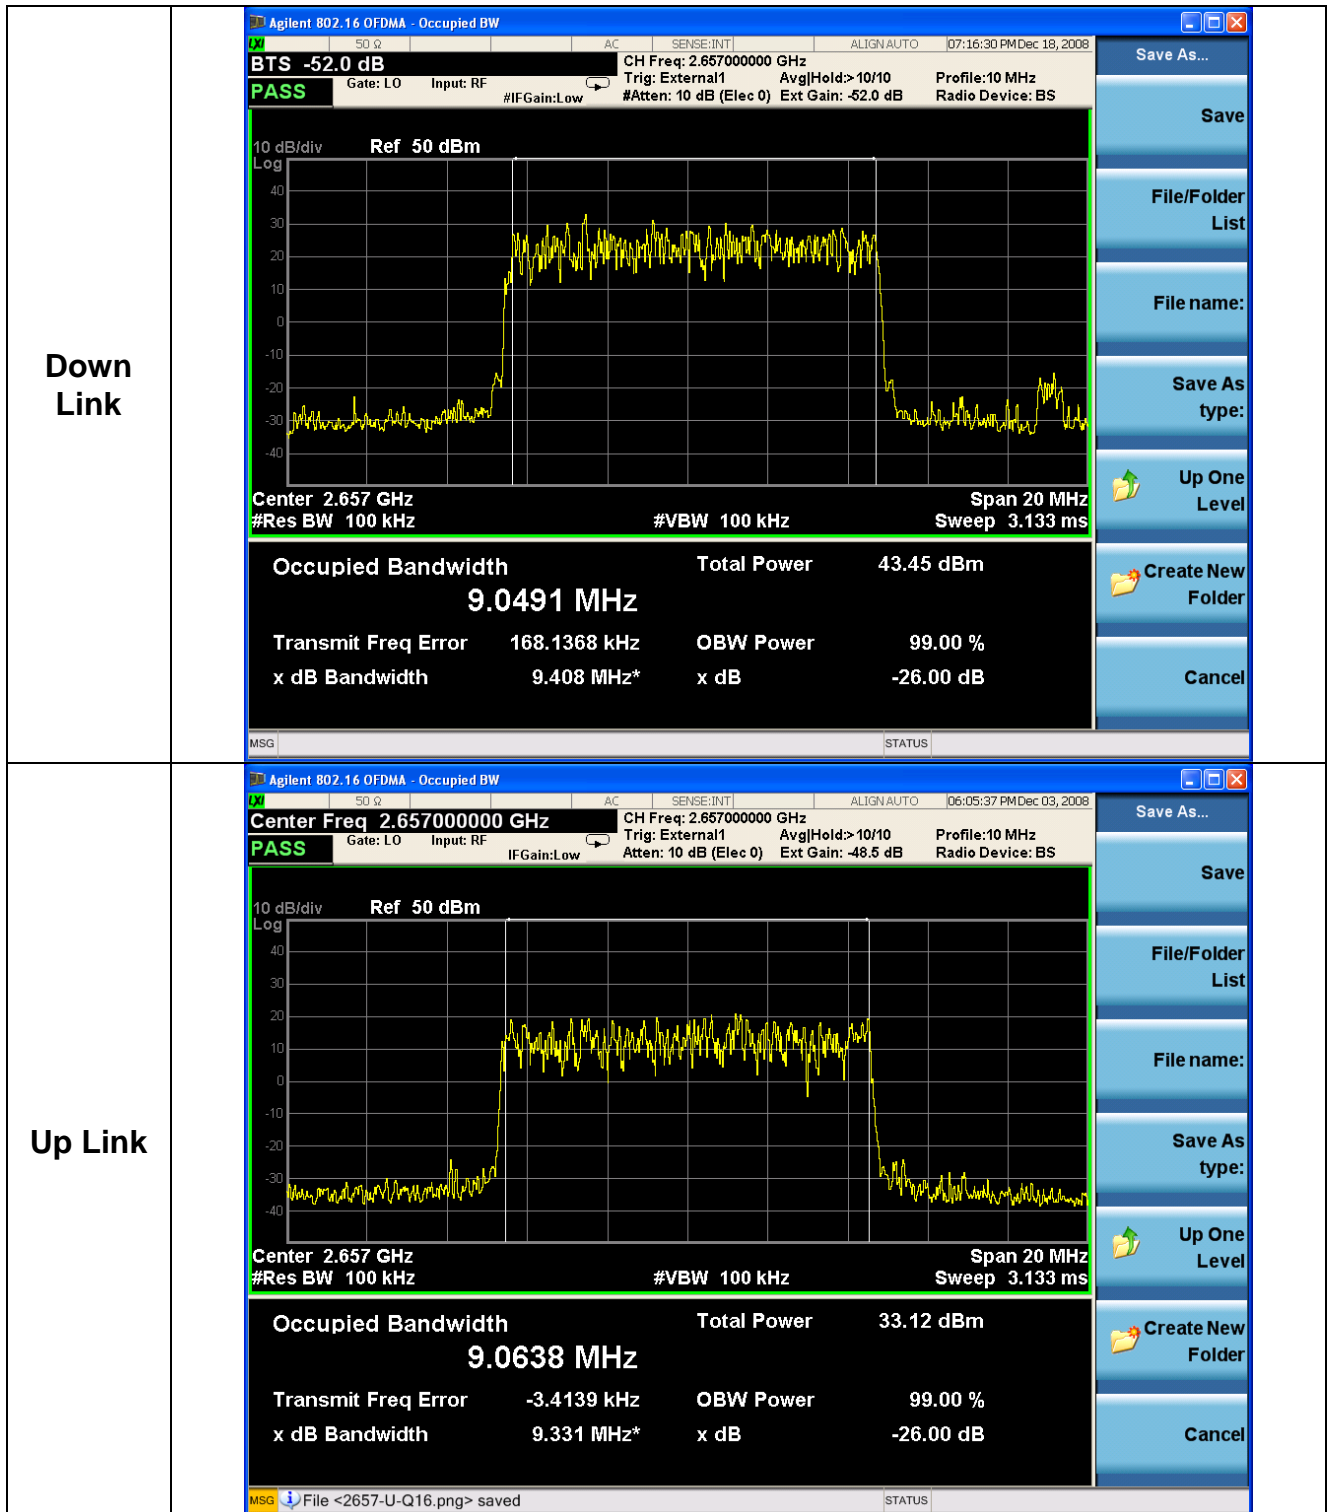 Down
Link
Agilent 802.16 OFDMA - Occupied BW
LXI 50 Ω AC SENSE:INT ALIGN AUTO 07:16:30 PM Dec 18, 2008
BTS -52.0 dB
PASS
Gate: LO Input: RF #IFGain:Low
CH Freq: 2.657000000 GHz
Trig: External1 Avg|Hold:>10/10 Profile:10 MHz
#Atten: 10 dB (Elec 0) Ext Gain: -52.0 dB Radio Device: BS
10 dB/div Ref 50 dBm
Log
40
30
20
10
0
-10
-20
-30
-40
Center 2.657 GHz Span 20 MHz
#Res BW 100 kHz #VBW 100 kHz Sweep 3.133 ms
Occupied Bandwidth Total Power 43.45 dBm
9.0491 MHz
Transmit Freq Error 168.1368 kHz OBW Power 99.00 %
x dB Bandwidth 9.408 MHz* x dB -26.00 dB
MSG STATUS
Save As...
Save
File/Folder
List
File name:
Save As
type:
Up One
Level
Create New
Folder
Cancel
Up Link
Agilent 802.16 OFDMA - Occupied BW
LXI 50 Ω AC SENSE:INT ALIGN AUTO 06:05:37 PM Dec 03, 2008
Center Freq 2.657000000 GHz
PASS
Gate: LO Input: RF IFGain:Low
CH Freq: 2.657000000 GHz
Trig: External1 Avg|Hold:>10/10 Profile:10 MHz
Atten: 10 dB (Elec 0) Ext Gain: -48.5 dB Radio Device: BS
10 dB/div Ref 50 dBm
Log
40
30
20
10
0
-10
-20
-30
-40
Center 2.657 GHz Span 20 MHz
#Res BW 100 kHz #VBW 100 kHz Sweep 3.133 ms
Occupied Bandwidth Total Power 33.12 dBm
9.0638 MHz
Transmit Freq Error -3.4139 kHz OBW Power 99.00 %
x dB Bandwidth 9.331 MHz* x dB -26.00 dB
MSG File <2657-U-Q16.png> saved STATUS
Save As...
Save
File/Folder
List
File name:
Save As
type:
Up One
Level
Create New
Folder
Cancel